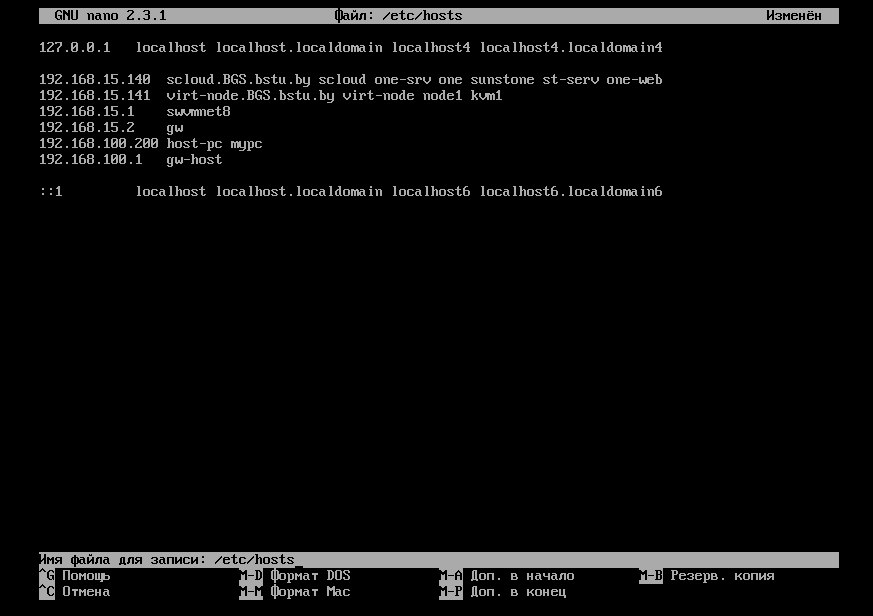 GNU nano 2.3.1 Файл: /etc/hosts Изменён
127.0.0.1 localhost localhost.localdomain localhost4 localhost4.localdomain4
192.168.15.140 scloud.BGS.bstu.by scloud one-srv one sunstone st-serv one-web
192.168.15.141 virt-node.BGS.bstu.by virt-node node1 kvm1
192.168.15.1 swvmnet8
192.168.15.2 gw
192.168.100.200 host-pc mypc
192.168.100.1 gw-host
::1 localhost localhost.localdomain localhost6 localhost6.localdomain6
Имя файла для записи: /etc/hosts
^G Помощь M-D Формат DOS M-A Доп. в начало M-B Резерв. копия
^C Отмена M-M Формат Mac M-P Доп. в конец